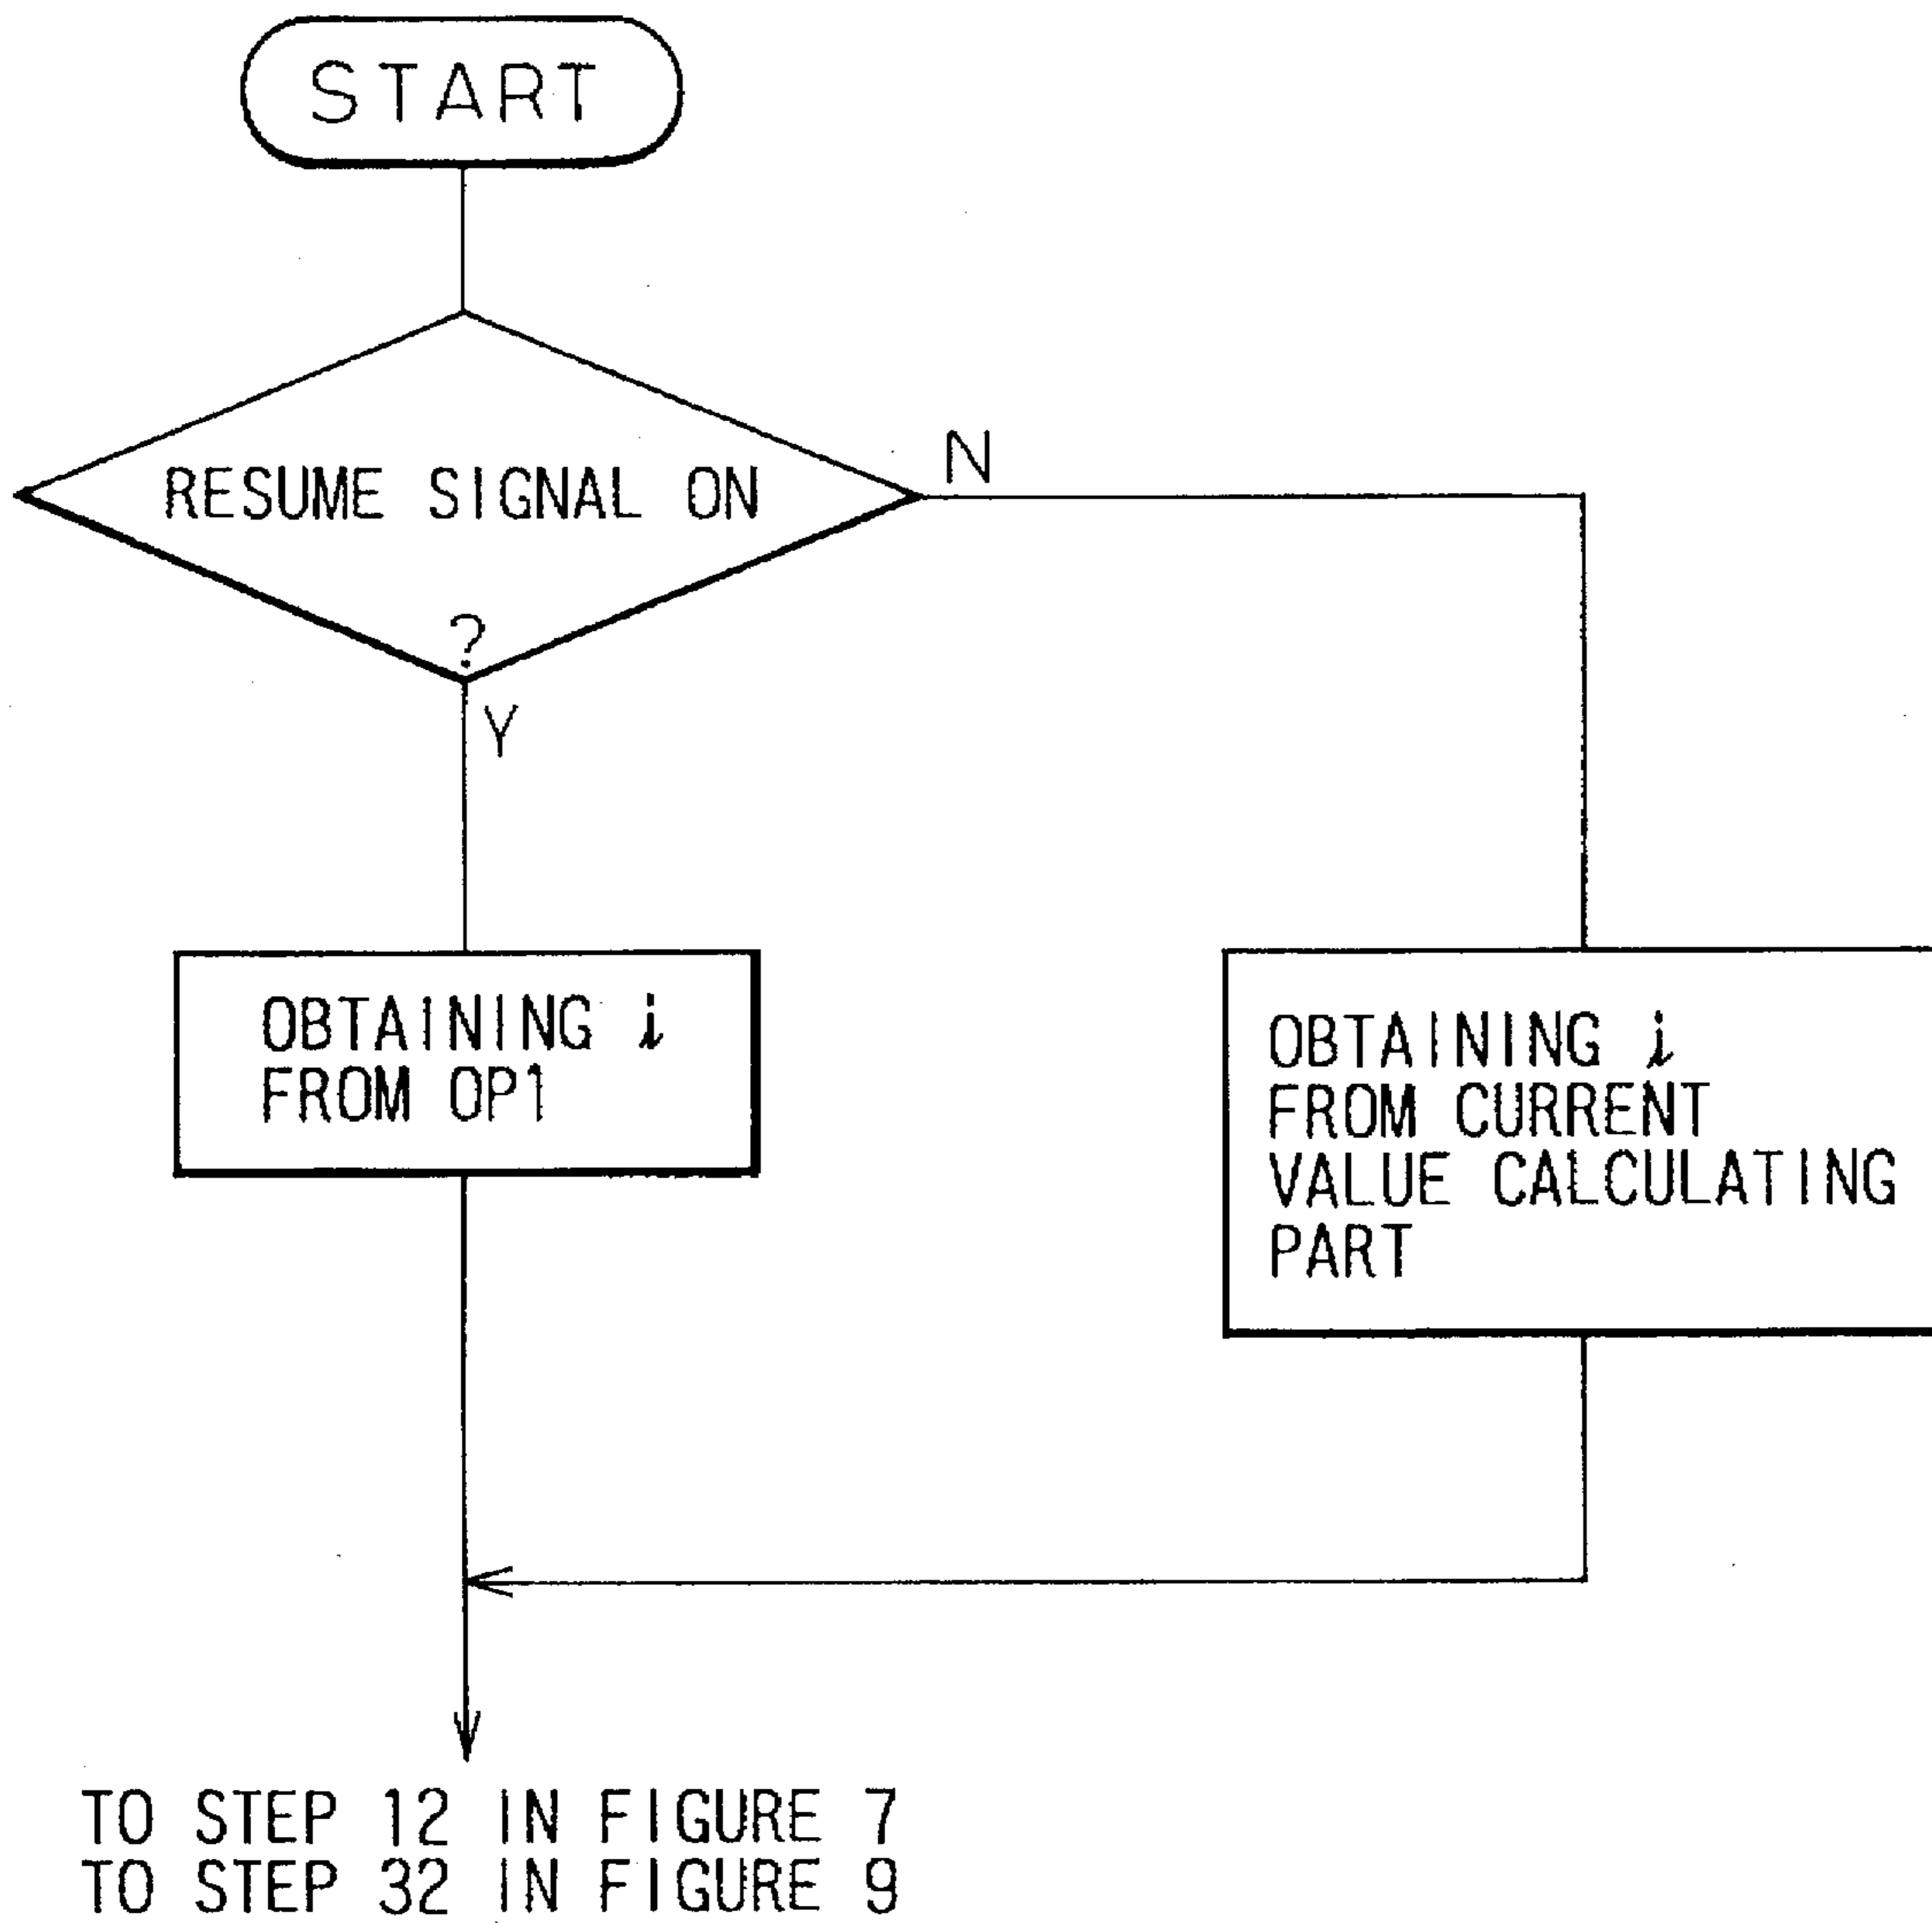 START
RESUME SIGNAL ON
N
?
Y
OBTAINING i
FROM OP1
OBTAINING i
FROM CURRENT
VALUE CALCULATING
PART
TO STEP 12 IN FIGURE 7
TO STEP 32 IN FIGURE 9